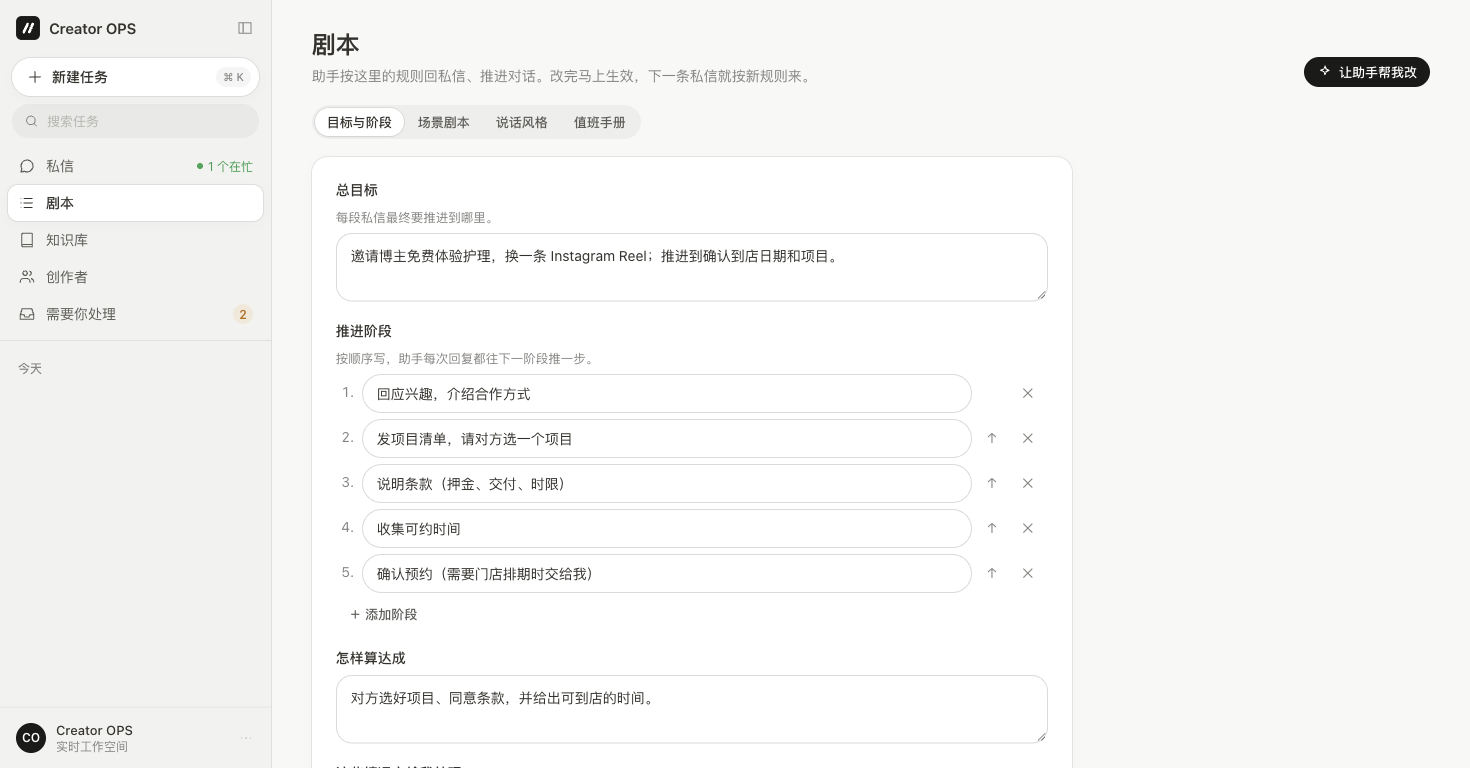 Creator OPS
新建任务
⌘ K
搜索任务
私信
1 个在忙
剧本
知识库
创作者
需要你处理
2
今天
CO
Creator OPS
实时工作空间
剧本
助手按这里的规则回私信、推进对话。改完马上生效，下一条私信就按新规则来。
让助手帮我改
目标与阶段
场景剧本
说话风格
值班手册
总目标
每段私信最终要推进到哪里。
邀请博主免费体验护理，换一条 Instagram Reel；推进到确认到店日期和项目。
推进阶段
按顺序写，助手每次回复都往下一阶段推一步。
1. 回应兴趣，介绍合作方式
2. 发项目清单，请对方选一个项目
3. 说明条款（押金、交付、时限）
4. 收集可约时间
5. 确认预约（需要门店排期时交给我）
+ 添加阶段
怎样算达成
对方选好项目、同意条款，并给出可到店的时间。